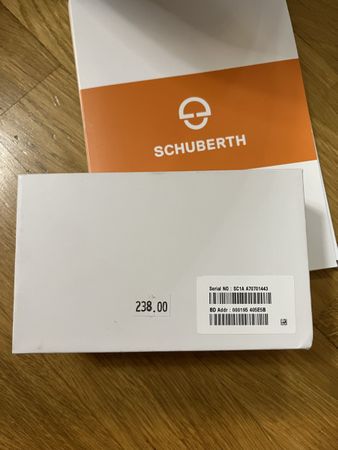 SCHUBERTH
238.00
Serial NO : SC1A A70701443
BD Addr : 000195 405E5B